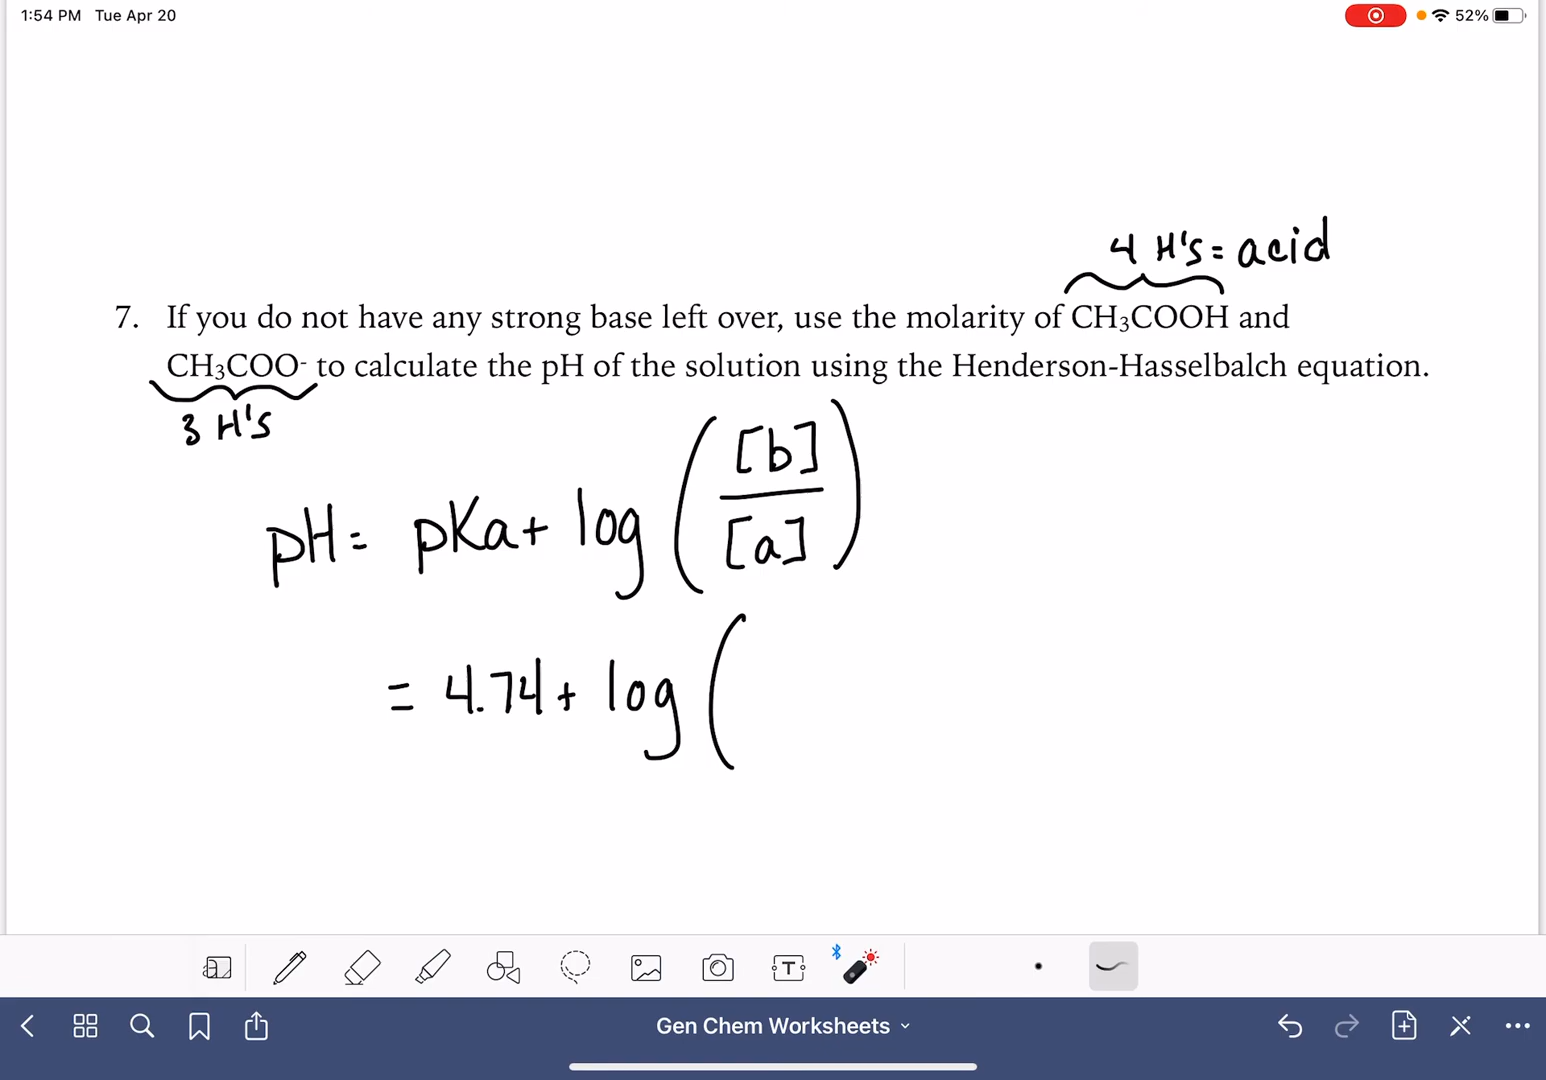 1:54 PM Tue Apr 20
52%
4 H's = acid
7. If you do not have any strong base left over, use the molarity of CH₃COOH and
CH₃COO⁻ to calculate the pH of the solution using the Henderson-Hasselbalch equation.
3 H's
pH = pKa + log ( [b] / [a] )
= 4.74 + log (
T
Gen Chem Worksheets